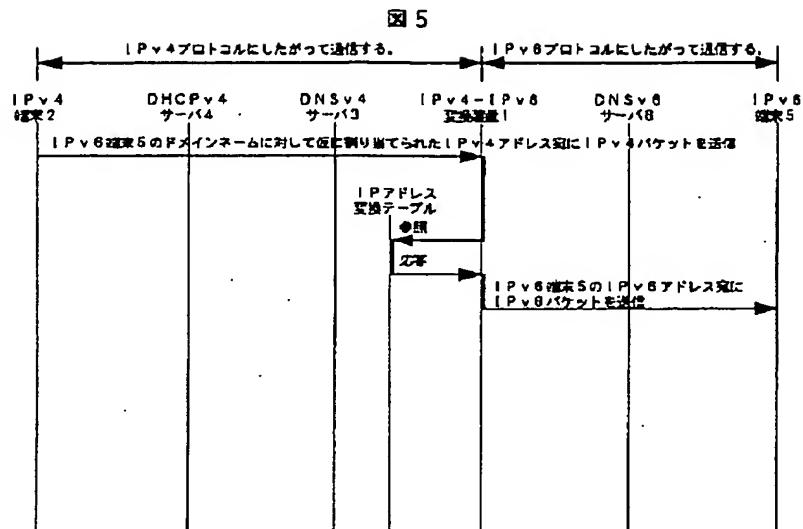 図5
IPv4プロトコルにしたがって通信する。
IPv6プロトコルにしたがって通信する。
IPv4
端末2
DHCPv4
サーバ4
DNSv4
サーバ3
IPv4-IPv6
変換装置1
DNSv6
サーバ8
IPv6
端末5
IPv6端末5のドメインネームに対して仮に割り当てられたIPv4アドレス宛にIPv4パケットを送信
IPアドレス
変換テーブル
照
応答
IPv6端末5のIPv6アドレス宛に
IPv6パケットを送信